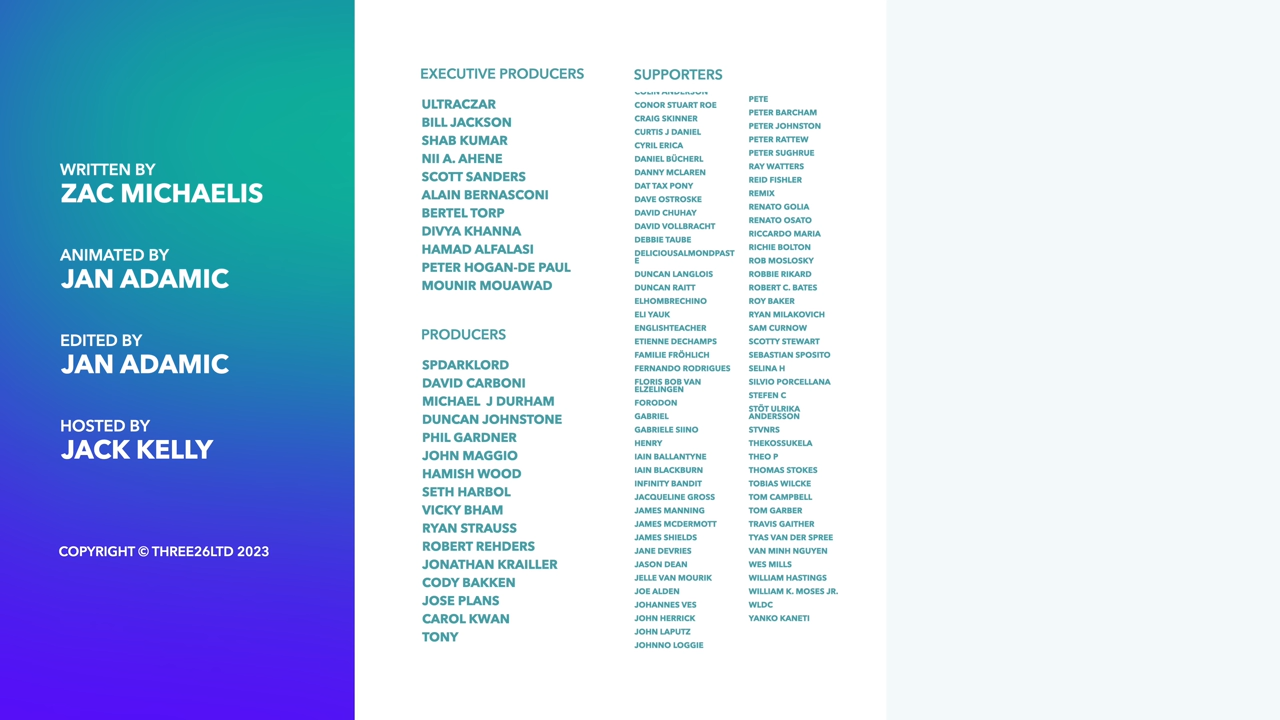 WRITTEN BY
ZAC MICHAELIS
ANIMATED BY
JAN ADAMIC
EDITED BY
JAN ADAMIC
HOSTED BY
JACK KELLY
COPYRIGHT © THREE26LTD 2023
EXECUTIVE PRODUCERS
ULTRACZAR
BILL JACKSON
SHAB KUMAR
NII A. AHENE
SCOTT SANDERS
ALAIN BERNASCONI
BERTEL TORP
DIVYA KHANNA
HAMAD ALFALASI
PETER HOGAN-DE PAUL
MOUNIR MOUAWAD
PRODUCERS
SPDARKLORD
DAVID CARBONI
MICHAEL J DURHAM
DUNCAN JOHNSTONE
PHIL GARDNER
JOHN MAGGIO
HAMISH WOOD
SETH HARBOL
VICKY BHAM
RYAN STRAUSS
ROBERT REHDERS
JONATHAN KRAILLER
CODY BAKKEN
JOSE PLANS
CAROL KWAN
TONY
SUPPORTERS
COLIN ANDERSON
CONOR STUART ROE
CRAIG SKINNER
CURTIS J DANIEL
CYRIL ERICA
DANIEL BÜCHERL
DANNY MCLAREN
DAT TAX PONY
DAVE OSTROSKE
DAVID CHUHAY
DAVID VOLLBRACHT
DEBBIE TAUBE
DELICIOUSALMONDPAST
E
DUNCAN LANGLOIS
DUNCAN RAITT
ELHOMBRECHINO
ELI YAUK
ENGLISHTEACHER
ETIENNE DECHAMPS
FAMILIE FRÖHLICH
FERNANDO RODRIGUES
FLORIS BOB VAN
ELZELINGEN
FORODON
GABRIEL
GABRIELE SIINO
HENRY
IAIN BALLANTYNE
IAIN BLACKBURN
INFINITY BANDIT
JACQUELINE GROSS
JAMES MANNING
JAMES MCDERMOTT
JAMES SHIELDS
JANE DEVRIES
JASON DEAN
JELLE VAN MOURIK
JOE ALDEN
JOHANNES VES
JOHN HERRICK
JOHN LAPUTZ
JOHNNO LOGGIE
PETE
PETER BARCHAM
PETER JOHNSTON
PETER RATTEW
PETER SUGHRUE
RAY WATTERS
REID FISHLER
REMIX
RENATO GOLIA
RENATO OSATO
RICCARDO MARIA
RICHIE BOLTON
ROB MOSLOSKY
ROBBIE RIKARD
ROBERT C. BATES
ROY BAKER
RYAN MILAKOVICH
SAM CURNOW
SCOTTY STEWART
SEBASTIAN SPOSITO
SELINA H
SILVIO PORCELLANA
STEFEN C
STÖT ULRIKA
ANDERSSON
STVNRS
THEKOSSUKELA
THEO P
THOMAS STOKES
TOBIAS WILCKE
TOM CAMPBELL
TOM GARBER
TRAVIS GAITHER
TYAS VAN DER SPREE
VAN MINH NGUYEN
WES MILLS
WILLIAM HASTINGS
WILLIAM K. MOSES JR.
WLDC
YANKO KANETI